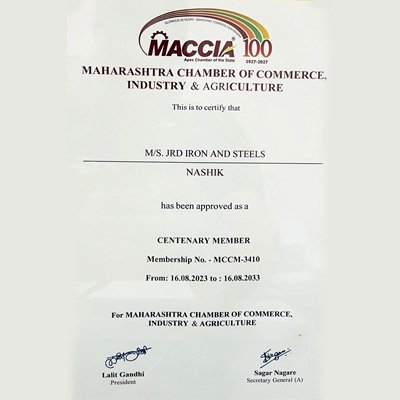 MACCIA 100
Apex Chamber of the State 1927-2027
MAHARASHTRA CHAMBER OF COMMERCE,
INDUSTRY & AGRICULTURE
This is to certify that
M/S. JRD IRON AND STEELS
NASHIK
has been approved as a
CENTENARY MEMBER
Membership No. - MCCM-3410
From: 16.08.2023 to : 16.08.2033
For MAHARASHTRA CHAMBER OF COMMERCE,
INDUSTRY & AGRICULTURE
Lalit Gandhi Sagar Nagare
President Secretary General (A)